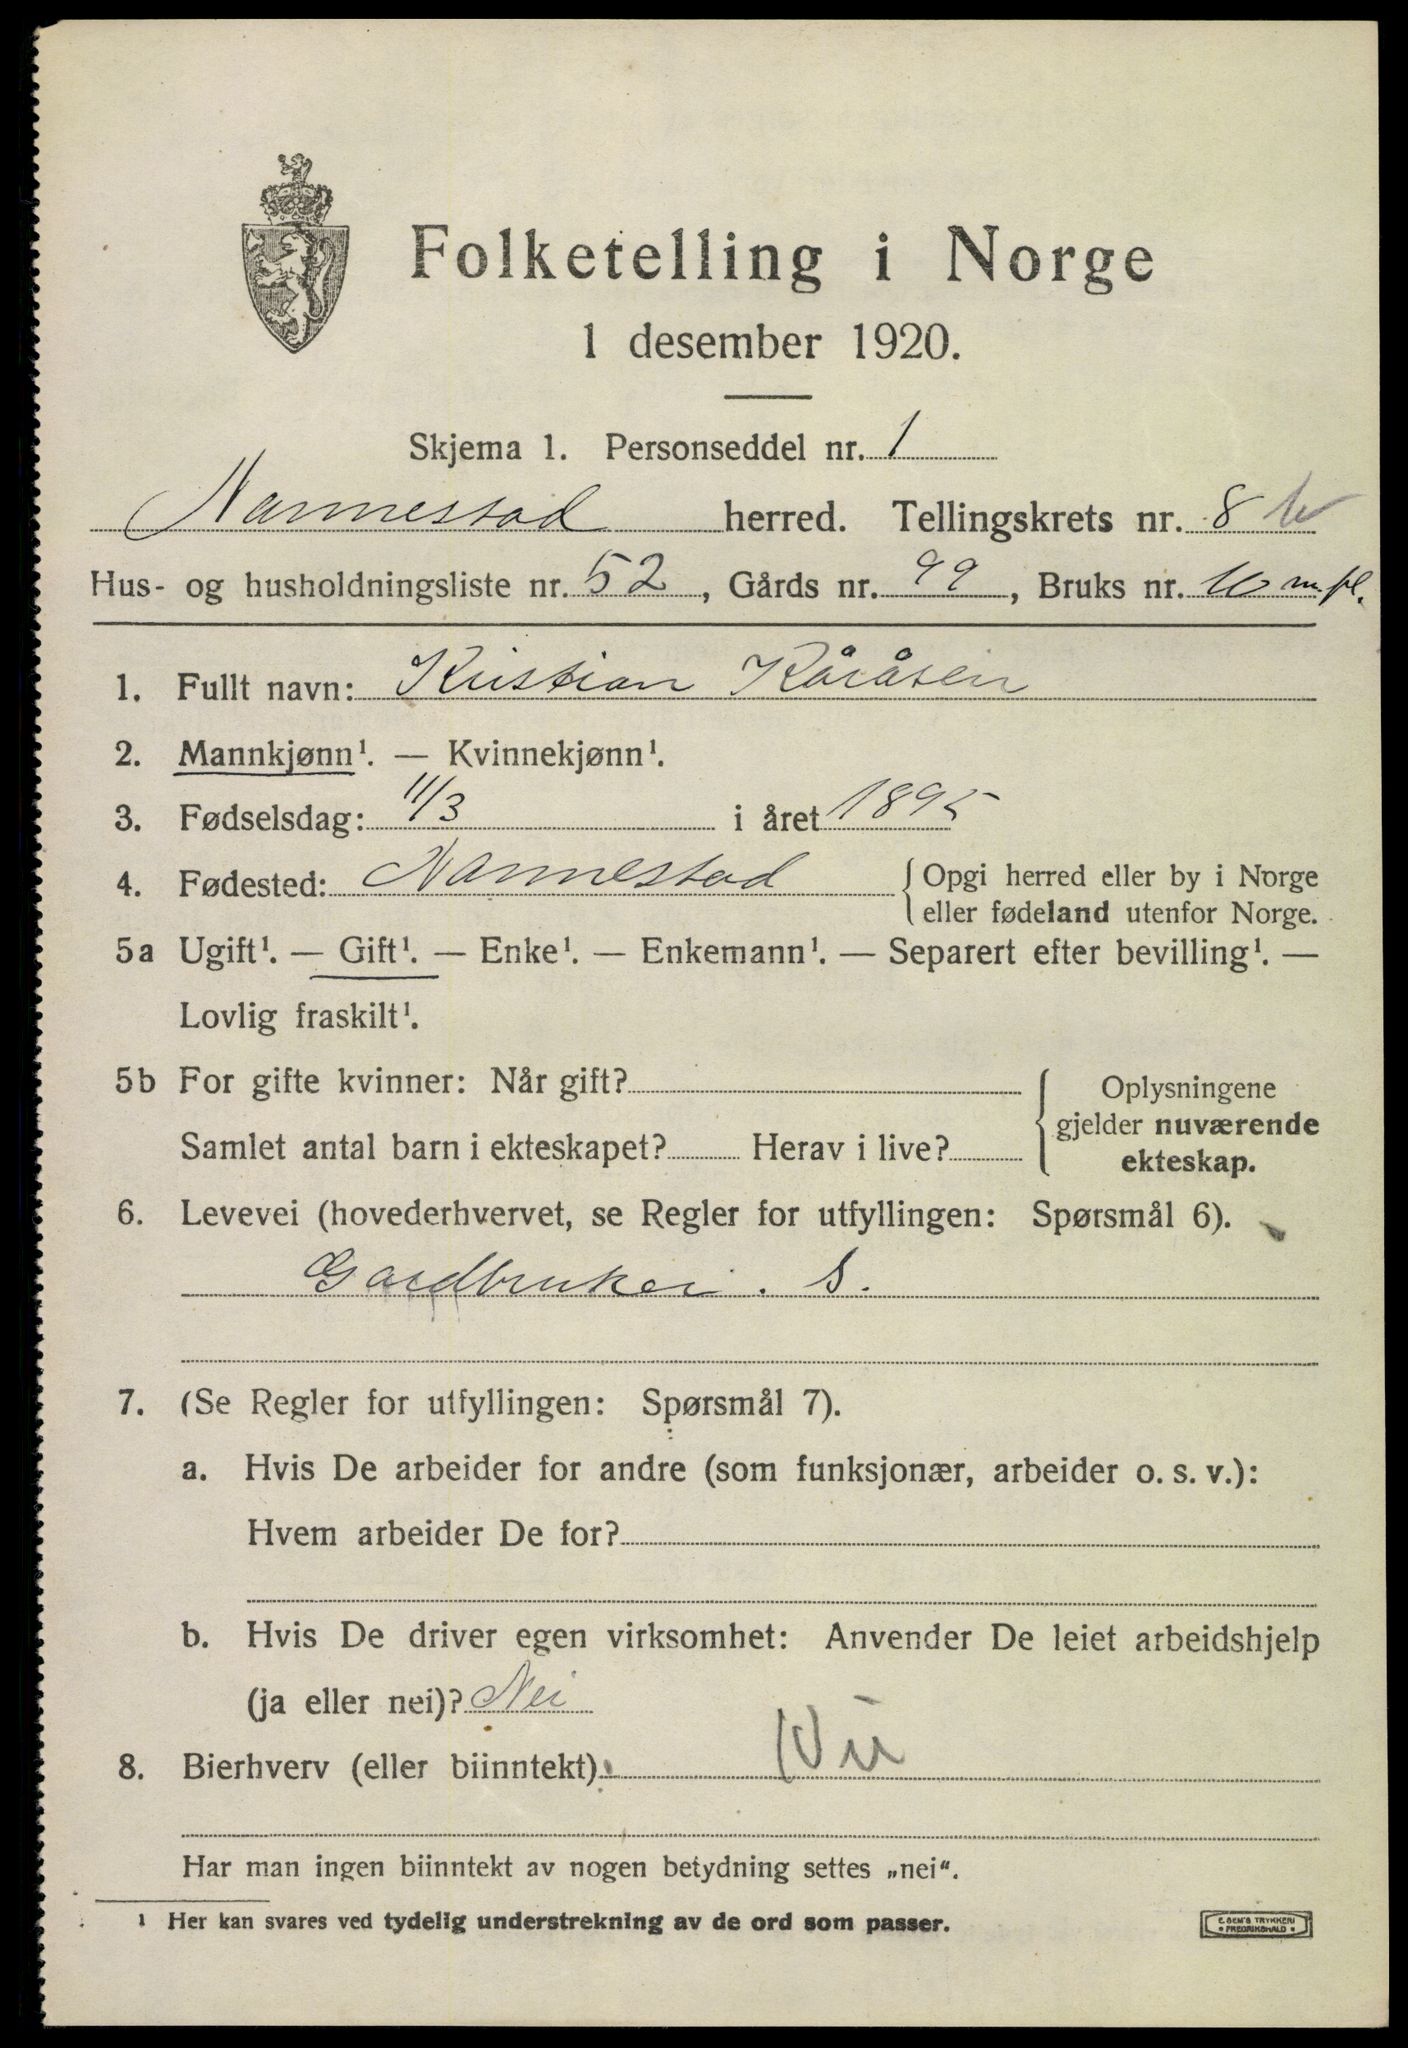 Folketelling i Norge
1 desember 1920.
Skjema 1. Personseddel nr. 1
Nannestad herred. Tellingskrets nr. 8
Hus- og husholdningsliste nr. 52, Gårds nr. 99, Bruks nr. 10 m. fl.
1. Fullt navn: Kristian Kåråsen
2. Mannkjønn¹. — Kvinnekjønn¹.
3. Fødselsdag: 11/3 i året 1895
4. Fødested: Nannestad { Opgi herred eller by i Norge
eller fødeland utenfor Norge.
5a Ugift¹. — Gift¹. — Enke¹. — Enkemann¹. — Separert efter bevilling¹. —
Lovlig fraskilt¹.
5b For gifte kvinner: Når gift?
Samlet antal barn i ekteskapet? Herav i live?
{ Oplysningene
gjelder nuværende
ekteskap.
6. Levevei (hovederhvervet, se Regler for utfyllingen: Spørsmål 6).
Gardbruker. S.
7. (Se Regler for utfyllingen: Spørsmål 7).
a. Hvis De arbeider for andre (som funksjonær, arbeider o. s. v.):
Hvem arbeider De for?
b. Hvis De driver egen virksomhet: Anvender De leiet arbeidshjelp
(ja eller nei)? Nei
8. Bierhverv (eller biinntekt)
Har man ingen biinntekt av nogen betydning settes „nei“.
¹ Her kan svares ved tydelig understrekning av de ord som passer.
E. SEM'S TRYKKERI
FREDRIKSHALD